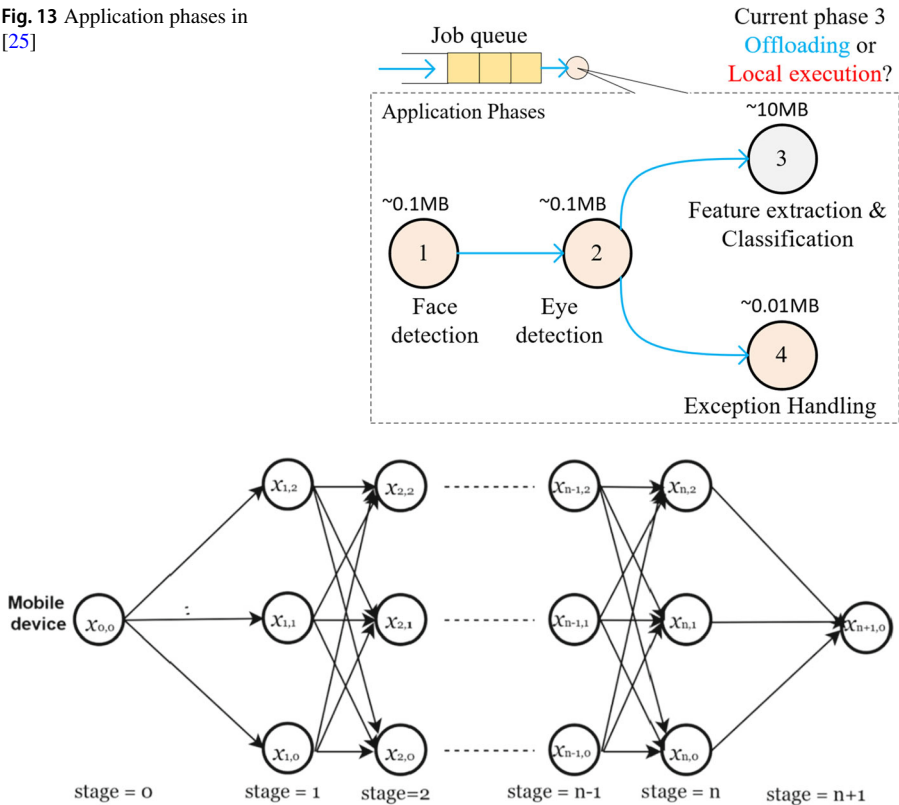 Fig. 13 Application phases in
[25]
Job queue
Current phase 3
Offloading or
Local execution?
Application Phases
~0.1MB
1
Face
detection
~0.1MB
2
Eye
detection
~10MB
3
Feature extraction &
Classification
~0.01MB
4
Exception Handling
x1,2
x2,2
xn-1,2
xn,2
Mobile
device
x0,0
x1,1
x2,1
xn-1,1
xn,1
xn+1,0
x1,0
x2,0
xn-1,0
xn,0
stage = 0
stage = 1
stage=2
stage = n-1
stage = n
stage = n+1